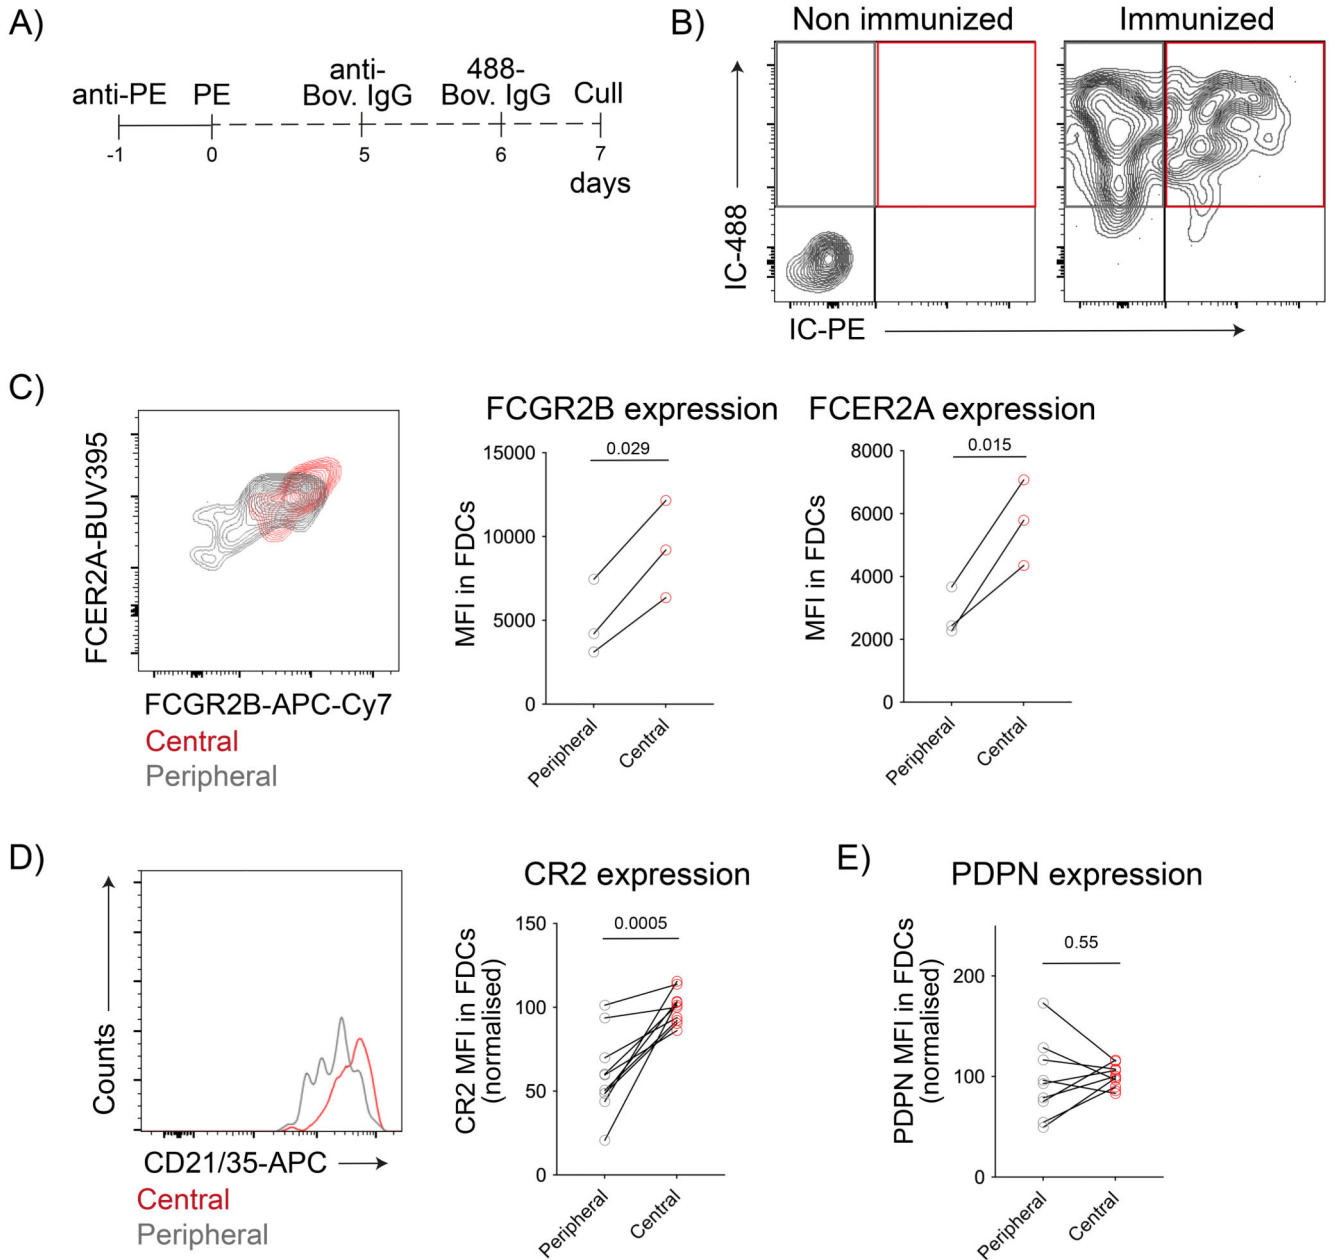 A)
anti-PE
PE
anti-
Bov. IgG
488-
Bov. IgG
Cull
-1
0
5
6
7
days
B)
Non immunized
Immunized
IC-488
IC-PE
C)
FCER2A-BUV395
FCGR2B-APC-Cy7
Central
Peripheral
FCGR2B expression
0.029
15000
10000
5000
0
MFI in FDCs
Peripheral
Central
FCER2A expression
0.015
8000
6000
4000
2000
0
MFI in FDCs
Peripheral
Central
D)
Counts
CD21/35-APC
Central
Peripheral
CR2 expression
0.0005
150
100
50
0
CR2 MFI in FDCs
(normalised)
Peripheral
Central
E)
PDPN expression
0.55
200
100
0
PDPN MFI in FDCs
(normalised)
Peripheral
Central